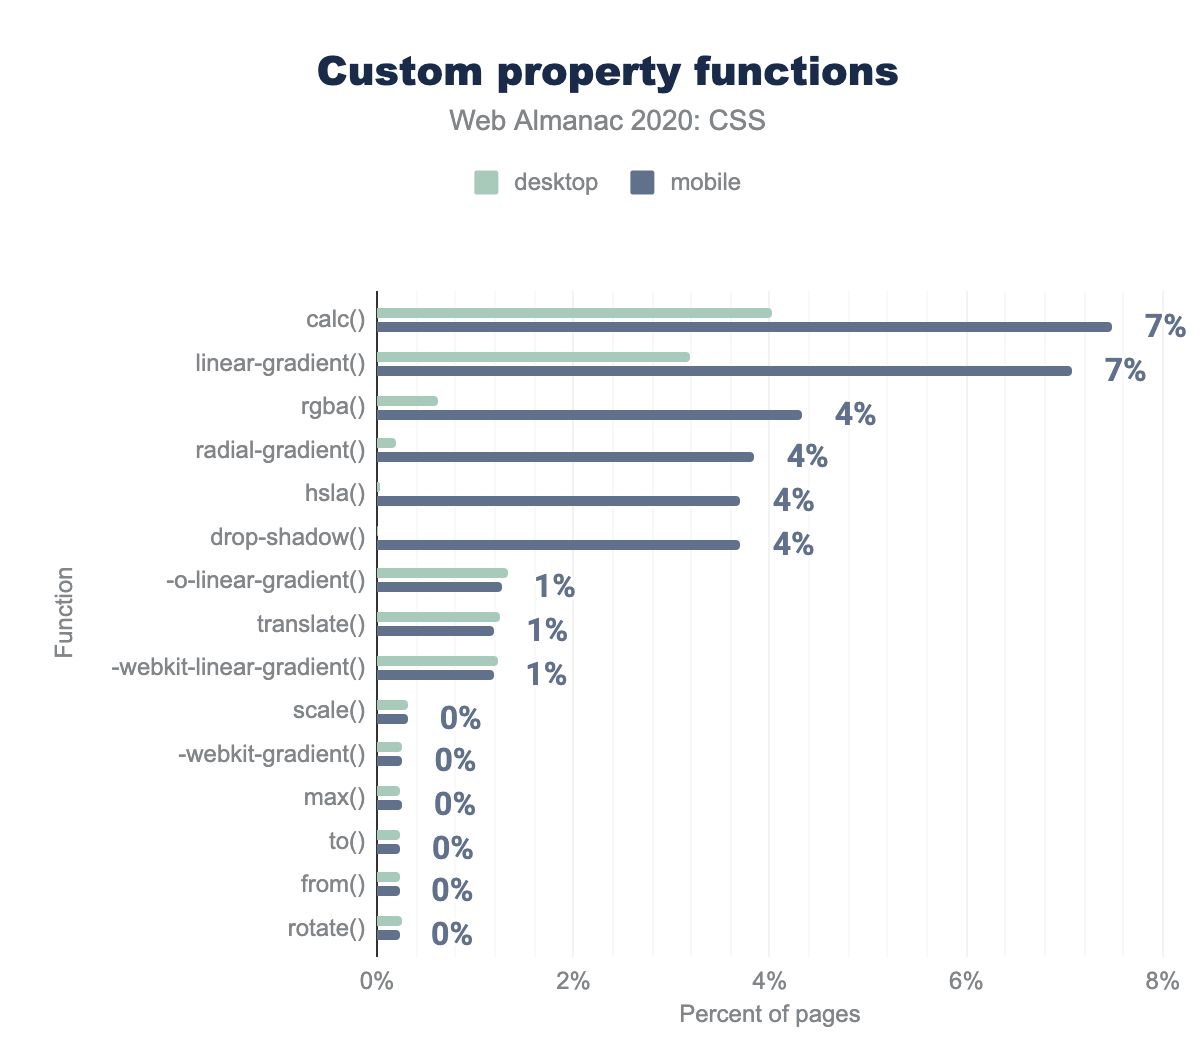 Custom property functions
Web Almanac 2020: CSS
desktop mobile
calc() 7%
linear-gradient() 7%
rgba() 4%
radial-gradient() 4%
hsla() 4%
drop-shadow() 4%
-o-linear-gradient() 1%
translate() 1%
-webkit-linear-gradient() 1%
scale() 0%
-webkit-gradient() 0%
max() 0%
to() 0%
from() 0%
rotate() 0%
Function
0% 2% 4% 6% 8%
Percent of pages